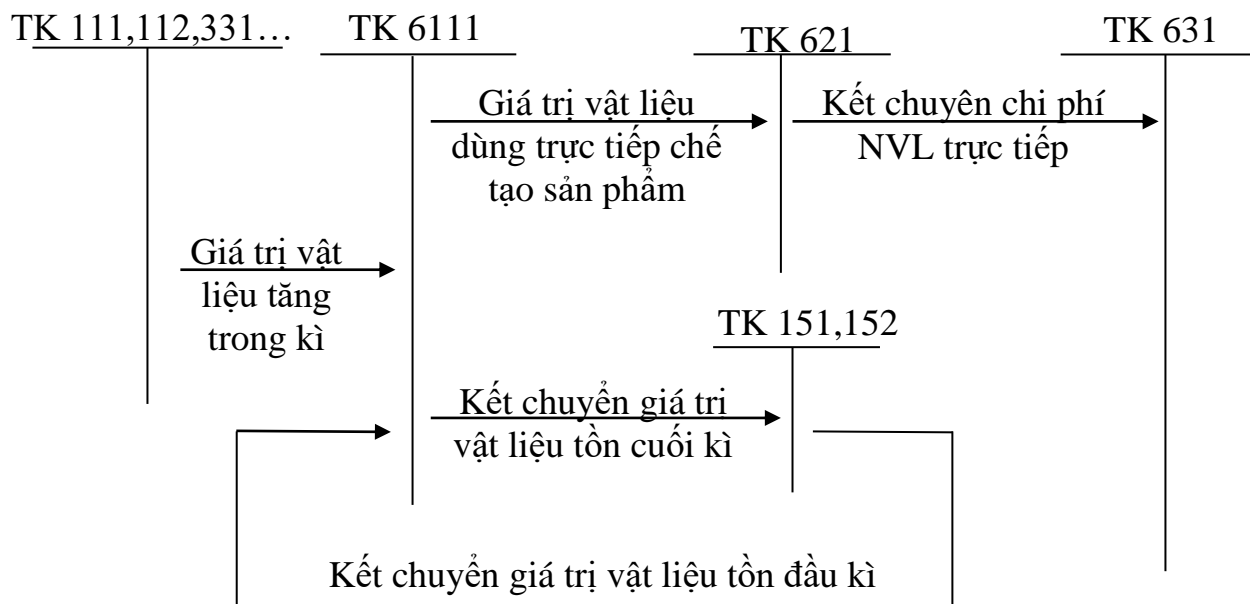 TK 111,112,331…
TK 6111
TK 621
TK 631
Giá trị vật liệu
dùng trực tiếp chế
tạo sản phẩm
Kết chuyên chi phí
NVL trực tiếp
Giá trị vật
liệu tăng
trong kì
TK 151,152
Kết chuyển giá trị
vật liệu tồn cuối kì
Kết chuyển giá trị vật liệu tồn đầu kì